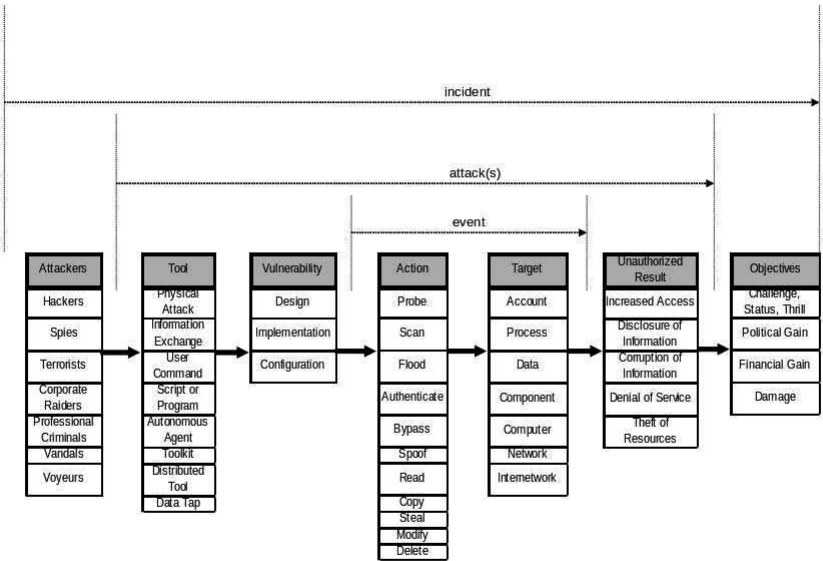 incident
attack(s)
event
Attackers
Hackers
Spies
Terrorists
Corporate
Raiders
Professional
Criminals
Vandals
Voyeurs
Tool
Physical
Attack
Information
Exchange
User
Command
Script or
Program
Autonomous
Agent
Toolkit
Distributed
Tool
Data Tap
Vulnerability
Design
Implementation
Configuration
Action
Probe
Scan
Flood
Authenticate
Bypass
Spoof
Read
Copy
Steal
Modify
Delete
Target
Account
Process
Data
Component
Computer
Network
Internetwork
Unauthorized
Result
Increased Access
Disclosure of
Information
Corruption of
Information
Denial of Service
Theft of
Resources
Objectives
Challenge,
Status, Thrill
Political Gain
Financial Gain
Damage